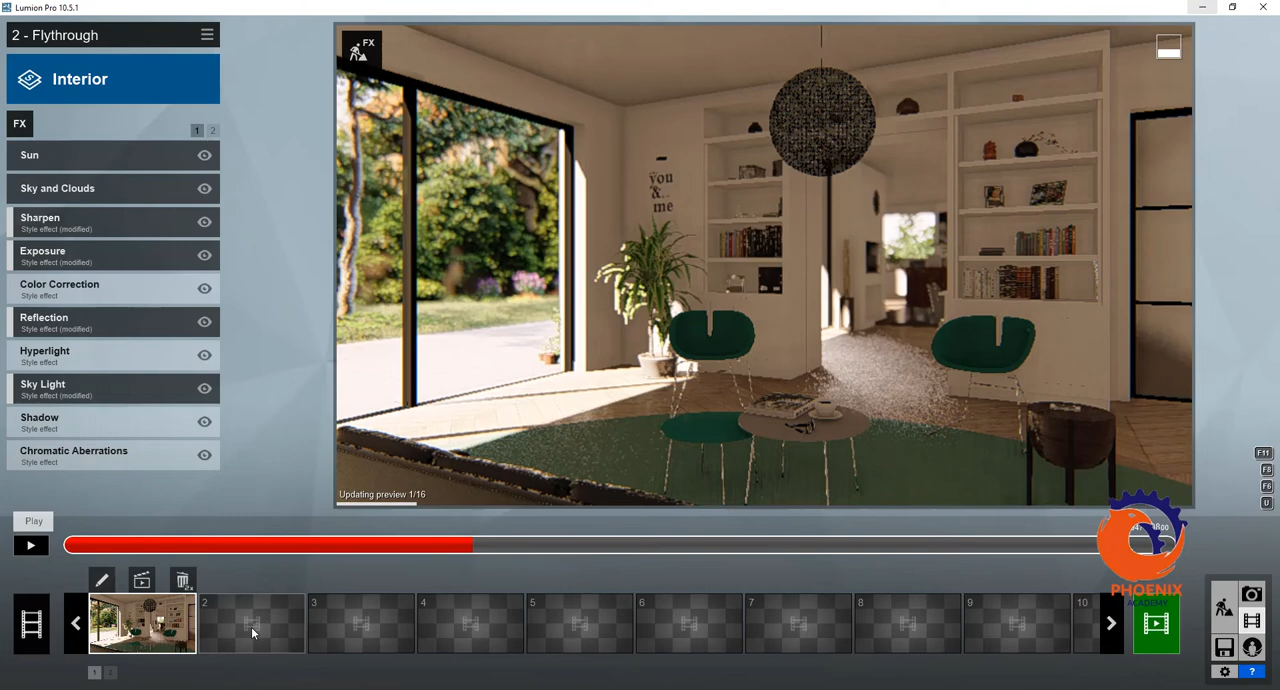 Lumion Pro 10.5.1
2 - Flythrough
Interior
FX
1 2
Sun
Sky and Clouds
Sharpen
Style effect (modified)
Exposure
Style effect (modified)
Color Correction
Style effect
Reflection
Style effect (modified)
Hyperlight
Style effect
Sky Light
Style effect (modified)
Shadow
Style effect
Chromatic Aberrations
Style effect
FX
you
&
me
Updating preview 1/16
F11
F8
F6
U
Play
PHOENIX
ACADEMY
2 3 4 5 6 7 8 9 10
1 2
?